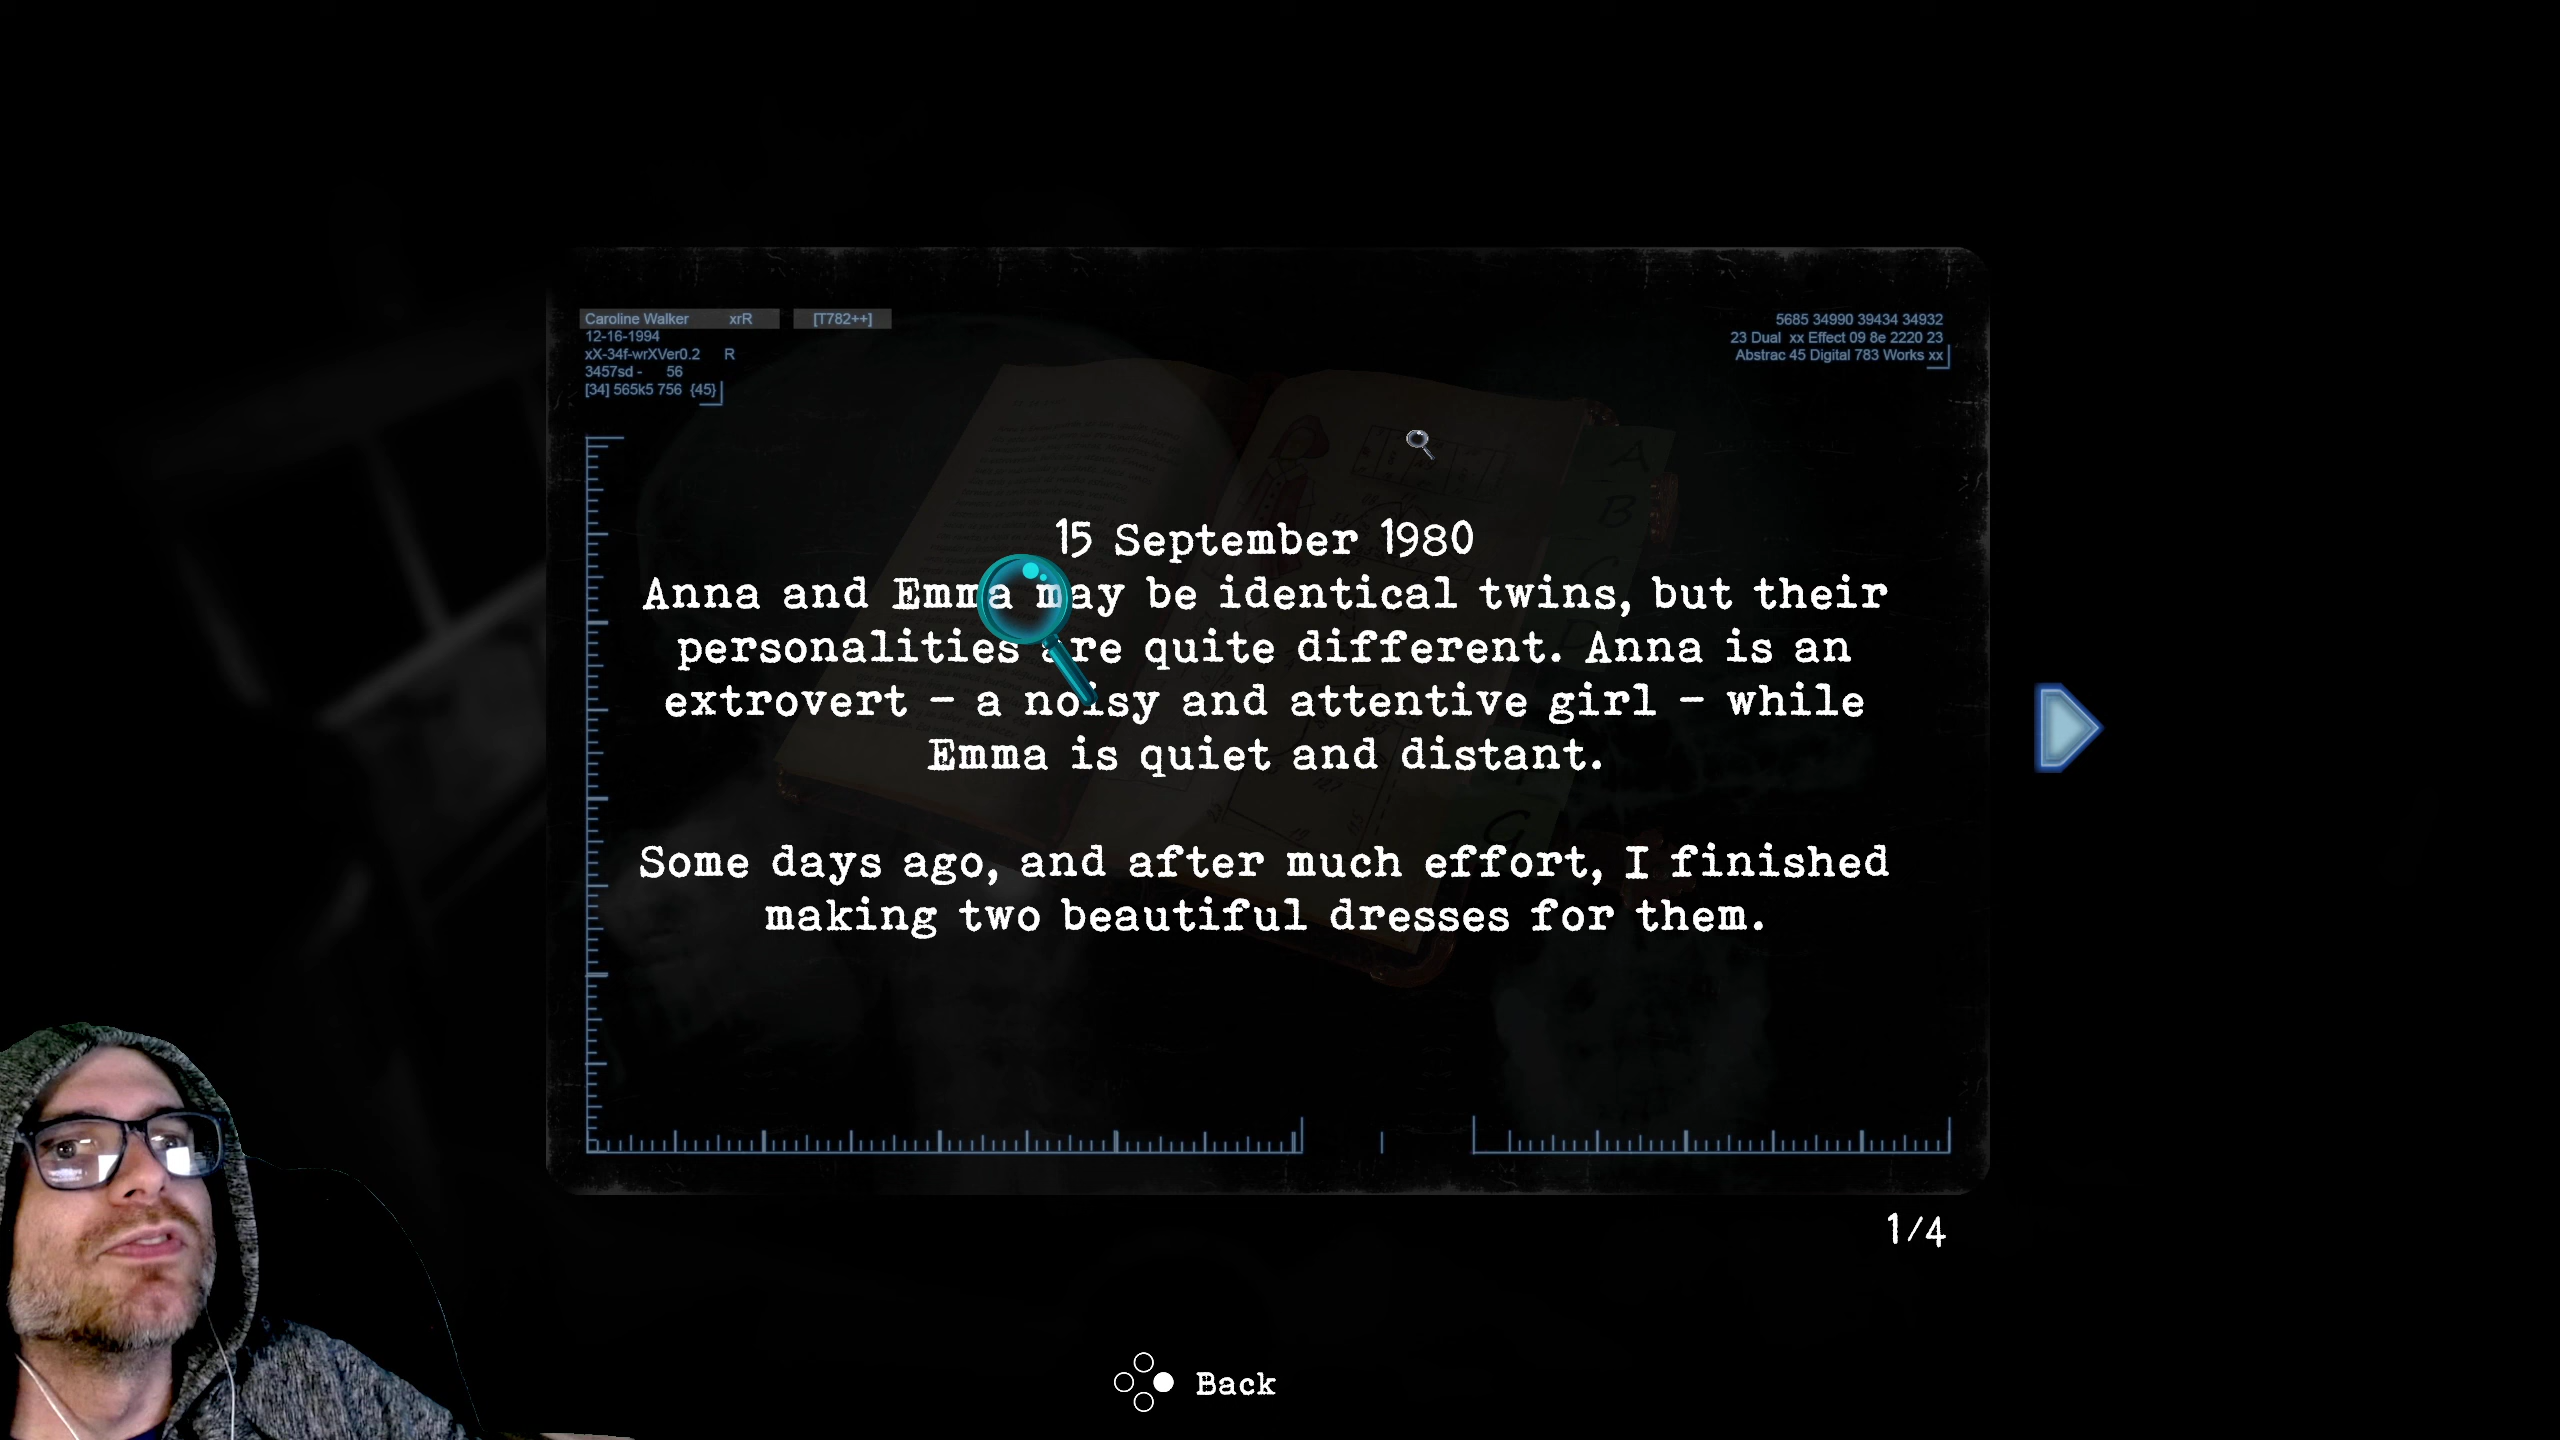 Caroline Walker xrR [T782++]
12-16-1994
xX-34f-wrXVer0.2 R
3457sd - 56
[34] 565k5 756 {45}
5685 34990 39434 34932
23 Dual xx Effect 09 8e 2220 23
Abstrac 45 Digital 783 Works xx
A
B
G
15 September 1980
Anna and Emma may be identical twins, but their
personalities are quite different. Anna is an
extrovert – a noisy and attentive girl – while
Emma is quiet and distant.
Some days ago, and after much effort, I finished
making two beautiful dresses for them.
1/4
Back